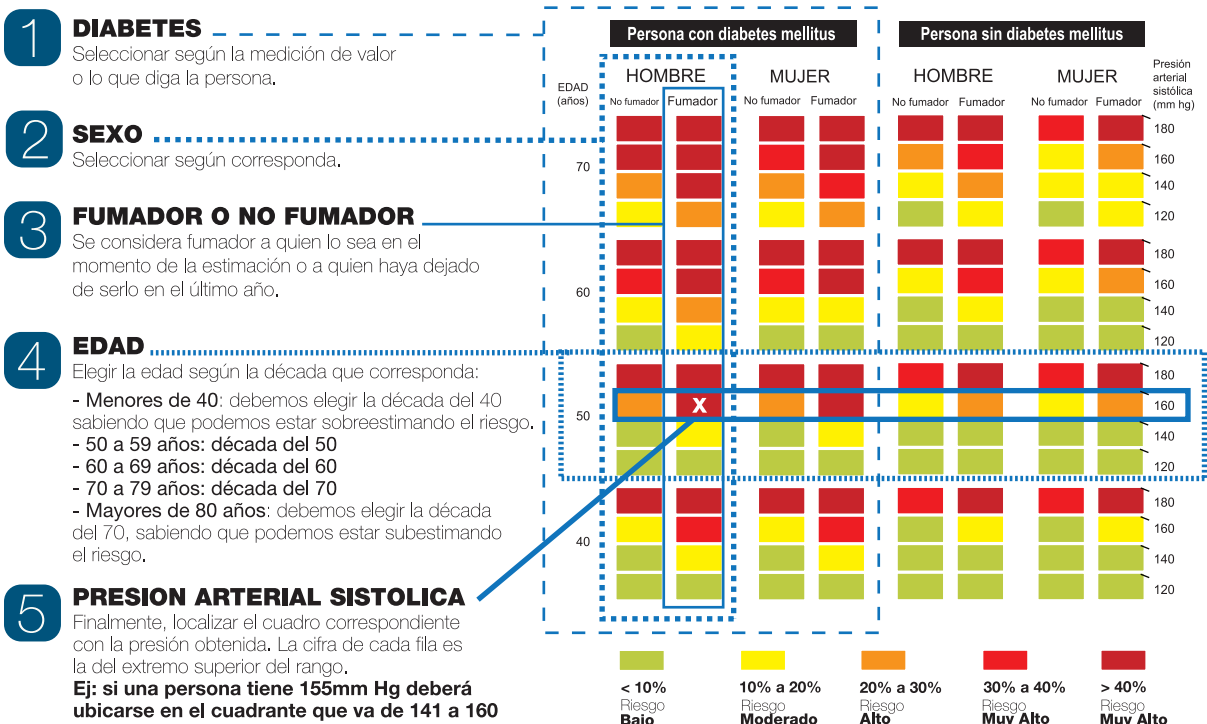 1
DIABETES
Seleccionar según la medición de valor
o lo que diga la persona.
2
SEXO
Seleccionar según corresponda.
3
FUMADOR O NO FUMADOR
Se considera fumador a quien lo sea en el
momento de la estimación o a quien haya dejado
de serlo en el último año.
4
EDAD
Elegir la edad según la década que corresponda:
- Menores de 40: debemos elegir la década del 40
sabiendo que podemos estar sobreestimando el riesgo.
- 50 a 59 años: década del 50
- 60 a 69 años: década del 60
- 70 a 79 años: década del 70
- Mayores de 80 años: debemos elegir la década
del 70, sabiendo que podemos estar subestimando
el riesgo.
5
PRESION ARTERIAL SISTOLICA
Finalmente, localizar el cuadro correspondiente
con la presión obtenida. La cifra de cada fila es
la del extremo superior del rango.
Ej: si una persona tiene 155mm Hg deberá
ubicarse en el cuadrante que va de 141 a 160
Persona con diabetes mellitus
Persona sin diabetes mellitus
HOMBRE
MUJER
HOMBRE
MUJER
Presión
arterial
sistólica
(mm hg)
EDAD
(años)
No fumador
Fumador
No fumador
Fumador
No fumador
Fumador
No fumador
Fumador
180
160
70
140
120
180
160
60
140
120
180
X
160
50
140
120
180
160
40
140
120
< 10%
Riesgo
Bajo
10% a 20%
Riesgo
Moderado
20% a 30%
Riesgo
Alto
30% a 40%
Riesgo
Muy Alto
> 40%
Riesgo
Muy Alto